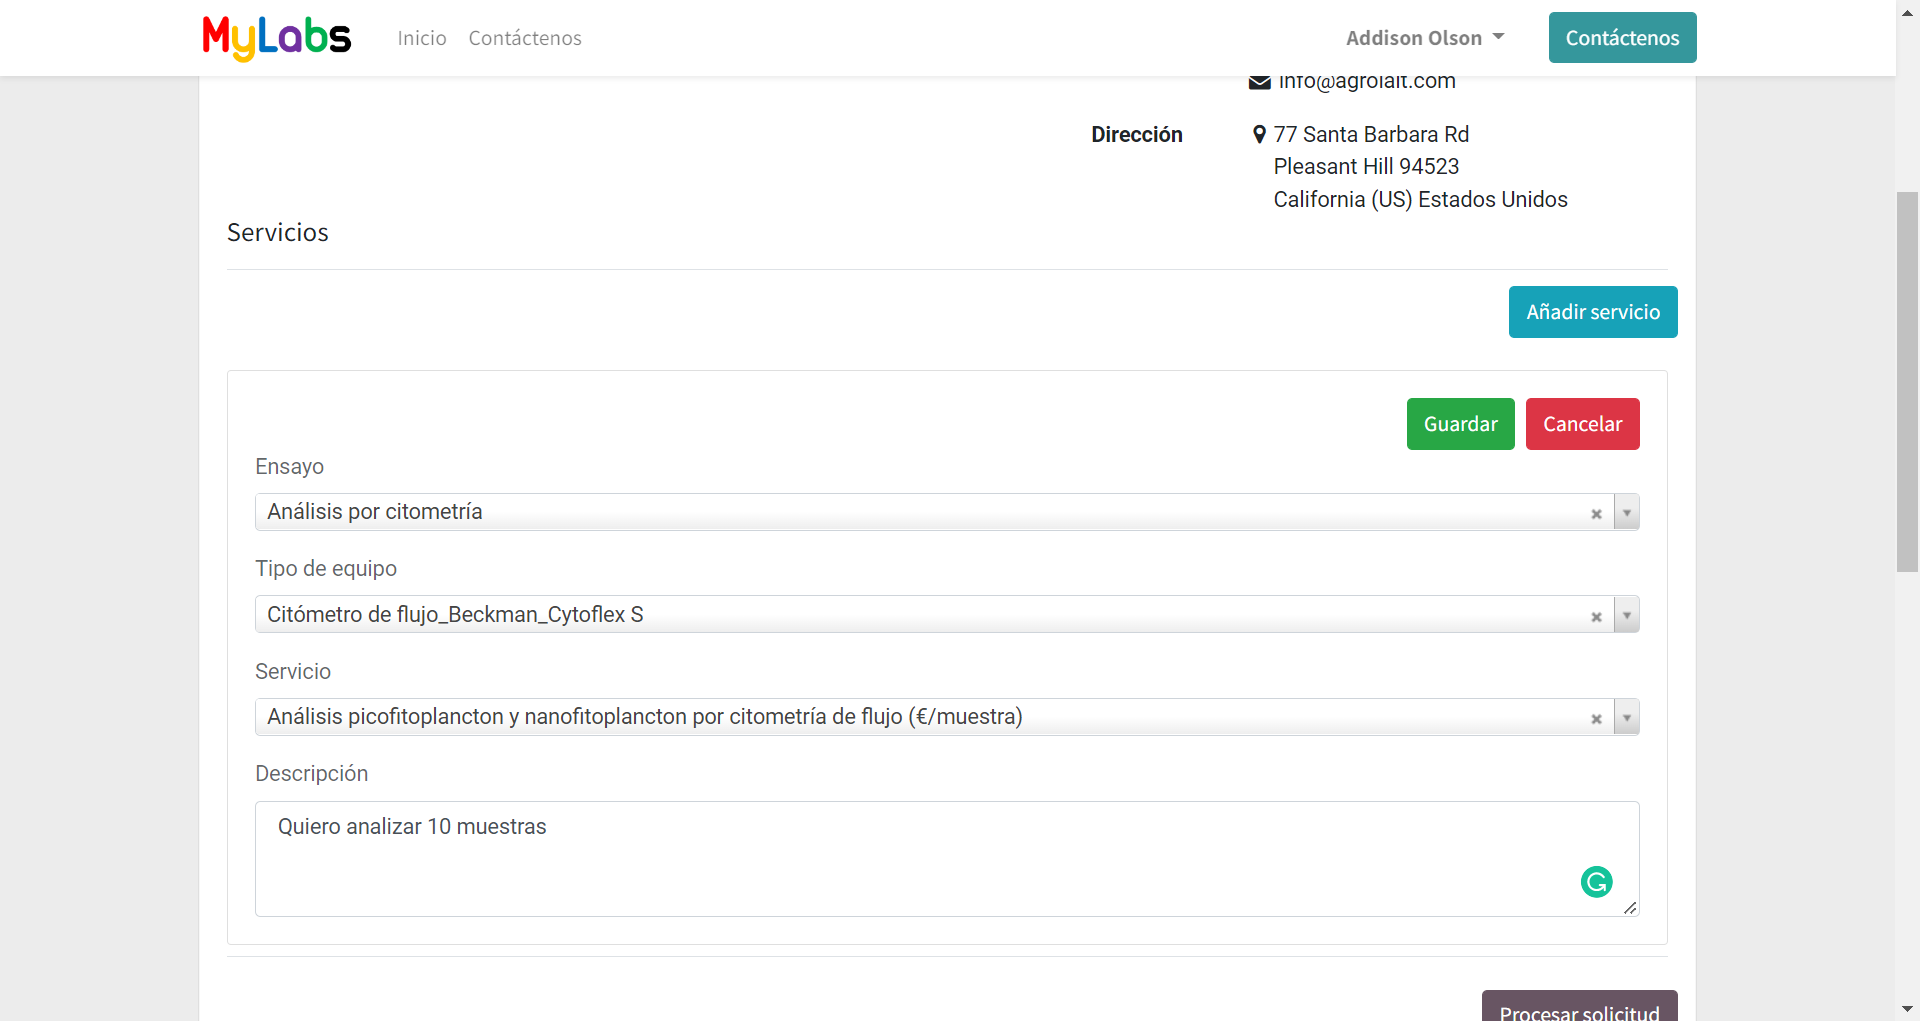 MyLabs Inicio Contáctenos Addison Olson Contáctenos
info@agrolait.com
Dirección 77 Santa Barbara Rd
Pleasant Hill 94523
California (US) Estados Unidos
Servicios
Añadir servicio
Guardar Cancelar
Ensayo
Análisis por citometría
Tipo de equipo
Citómetro de flujo_Beckman_Cytoflex S
Servicio
Análisis picofitoplancton y nanofitoplancton por citometría de flujo (€/muestra)
Descripción
Quiero analizar 10 muestras
Procesar solicitud